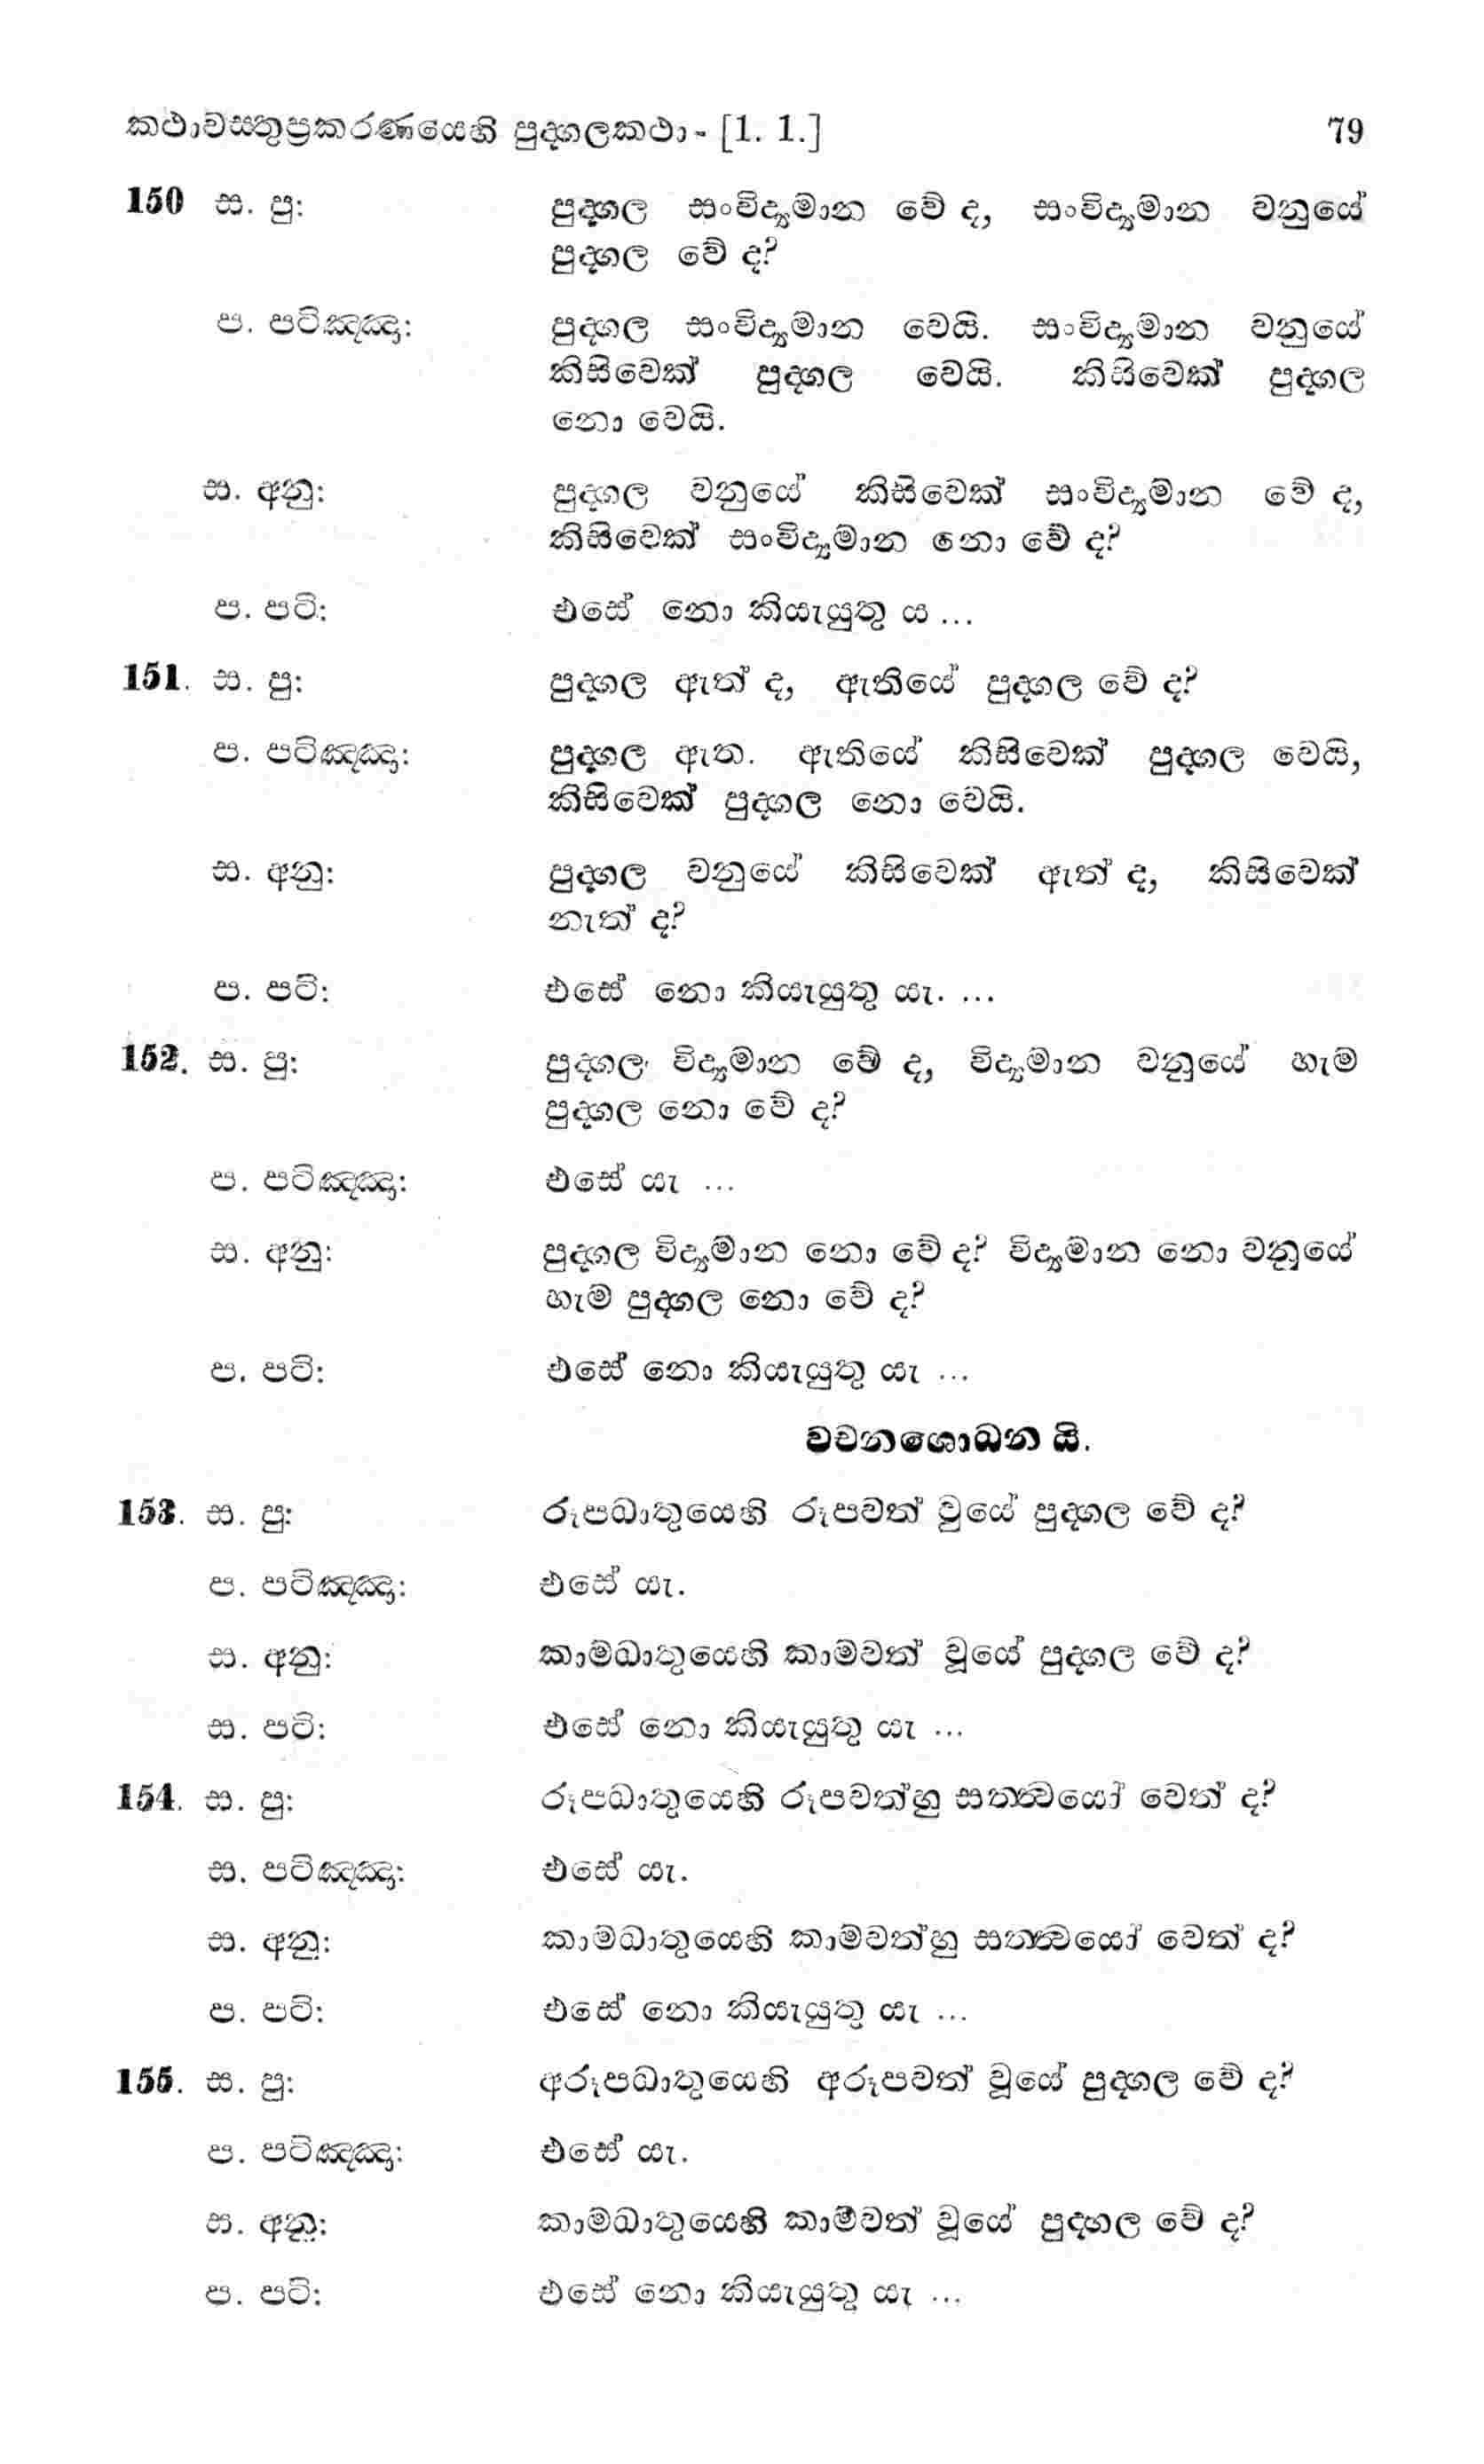 කථාවස්තුප්‍රකරණයෙහි පුද්ගලකථා - [1. 1.] 79
150 ස. පු: පුද්ගල සංවිද්‍යමාන වේ ද, සංවිද්‍යමාන වනුයේ
පුද්ගල වේ ද?
ප. පටිඤ්ඤා: පුද්ගල සංවිද්‍යමාන වෙයි. සංවිද්‍යමාන වනුයේ
කිසිවෙක් පුද්ගල වෙයි. කිසිවෙක් පුද්ගල
නො වෙයි.
ස. අනු: පුද්ගල වනුයේ කිසිවෙක් සංවිද්‍යමාන වේ ද,
කිසිවෙක් සංවිද්‍යමාන නො වේ ද?
ප. පටි: එසේ නො කියැයුතු ය ...
151. ස. පු: පුද්ගල ඇත් ද, ඇතියේ පුද්ගල වේ ද?
ප. පටිඤ්ඤා: පුද්ගල ඇත. ඇතියේ කිසිවෙක් පුද්ගල වෙයි,
කිසිවෙක් පුද්ගල නො වෙයි.
ස. අනු: පුද්ගල වනුයේ කිසිවෙක් ඇත් ද, කිසිවෙක්
නැත් ද?
ප. පටි: එසේ නො කියැයුතු යැ. ...
152. ස. පු: පුද්ගල විද්‍යමාන වේ ද, විද්‍යමාන වනුයේ හැම
පුද්ගල නො වේ ද?
ප. පටිඤ්ඤා: එසේ යැ ...
ස. අනු: පුද්ගල විද්‍යමාන නො වේ ද? විද්‍යමාන නො වනුයේ
හැම පුද්ගල නො වේ ද?
ප. පටි: එසේ නො කියැයුතු යැ ...
වචනශොධන යි.
153. ස. පු: රූපධාතුයෙහි රූපවත් වූයේ පුද්ගල වේ ද?
ප. පටිඤ්ඤා: එසේ යැ.
ස. අනු: කාමධාතුයෙහි කාමවත් වූයේ පුද්ගල වේ ද?
ස. පටි: එසේ නො කියැයුතු යැ ...
154. ස. පු: රූපධාතුයෙහි රූපවත්හු සත්ත්‍වයෝ වෙත් ද?
ස. පටිඤ්ඤා: එසේ යැ.
ස. අනු: කාමධාතුයෙහි කාමවත්හු සත්ත්‍වයෝ වෙත් ද?
ප. පටි: එසේ නො කියැයුතු යැ ...
155. ස. පු: අරූපධාතුයෙහි අරූපවත් වූයේ පුද්ගල වේ ද?
ප. පටිඤ්ඤා: එසේ යැ.
ස. අනු: කාමධාතුයෙහි කාමවත් වූයේ පුද්ගල වේ ද?
ප. පටි: එසේ නො කියැයුතු යැ ...